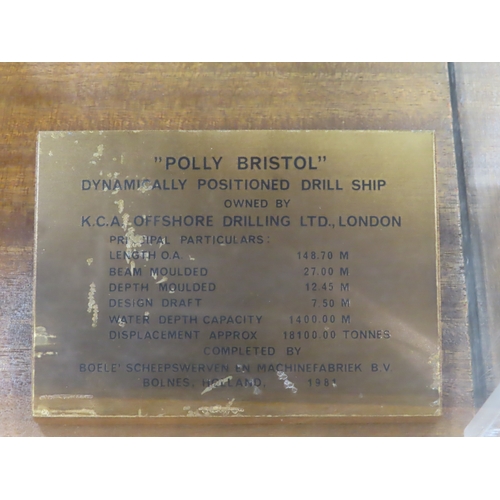 "POLLY BRISTOL"
DYNAMICALLY POSITIONED DRILL SHIP
OWNED BY
K.C.A. OFFSHORE DRILLING LTD., LONDON
PRINCIPAL PARTICULARS:
LENGTH O.A. 148.70 M
BEAM MOULDED 27.00 M
DEPTH MOULDED 12.45 M
DESIGN DRAFT 7.50 M
WATER DEPTH CAPACITY 1400.00 M
DISPLACEMENT APPROX 18100.00 TONNES
COMPLETED BY
BOELE' SCHEEPSWERVEN EN MACHINEFABRIEK B.V.
BOLNES, HOLLAND,